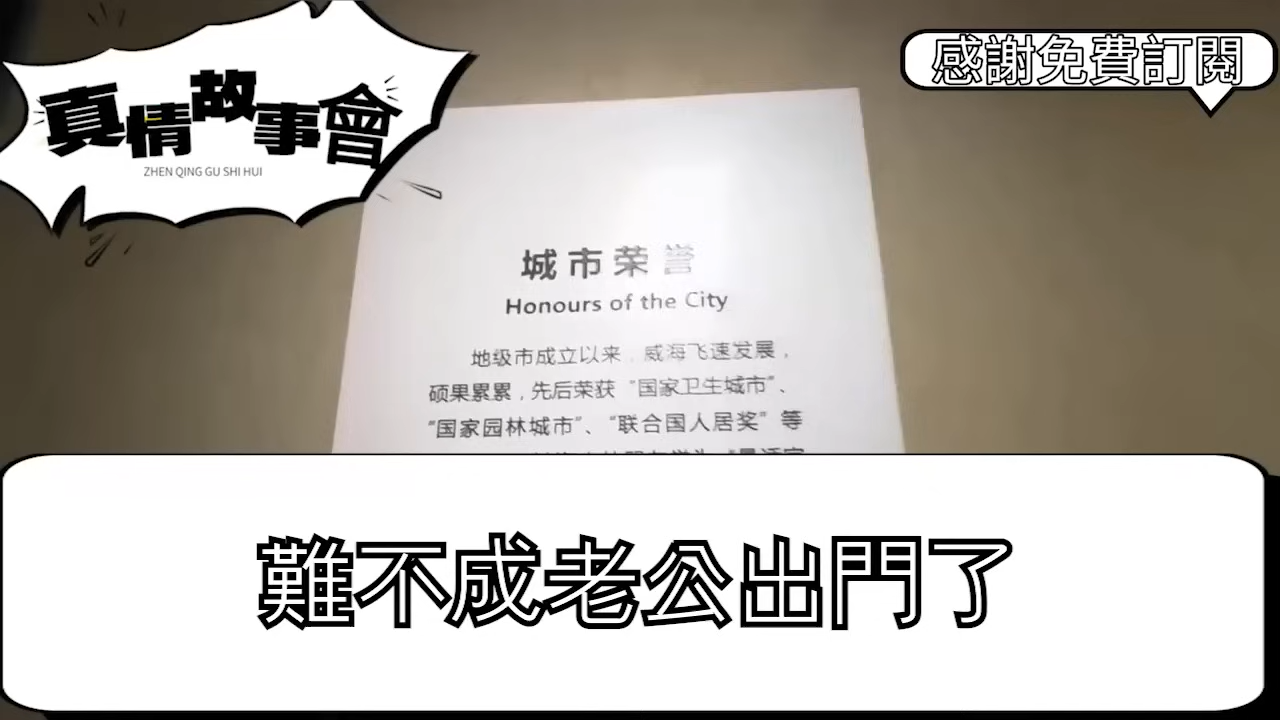 真情故事會
ZHEN QING GU SHI HUI
感謝免費訂閱
城市荣誉
Honours of the City
地级市成立以来，威海飞速发展，
硕果累累，先后荣获“国家卫生城市”、
“国家园林城市”、“联合国人居奖”等
难不成老公出門了